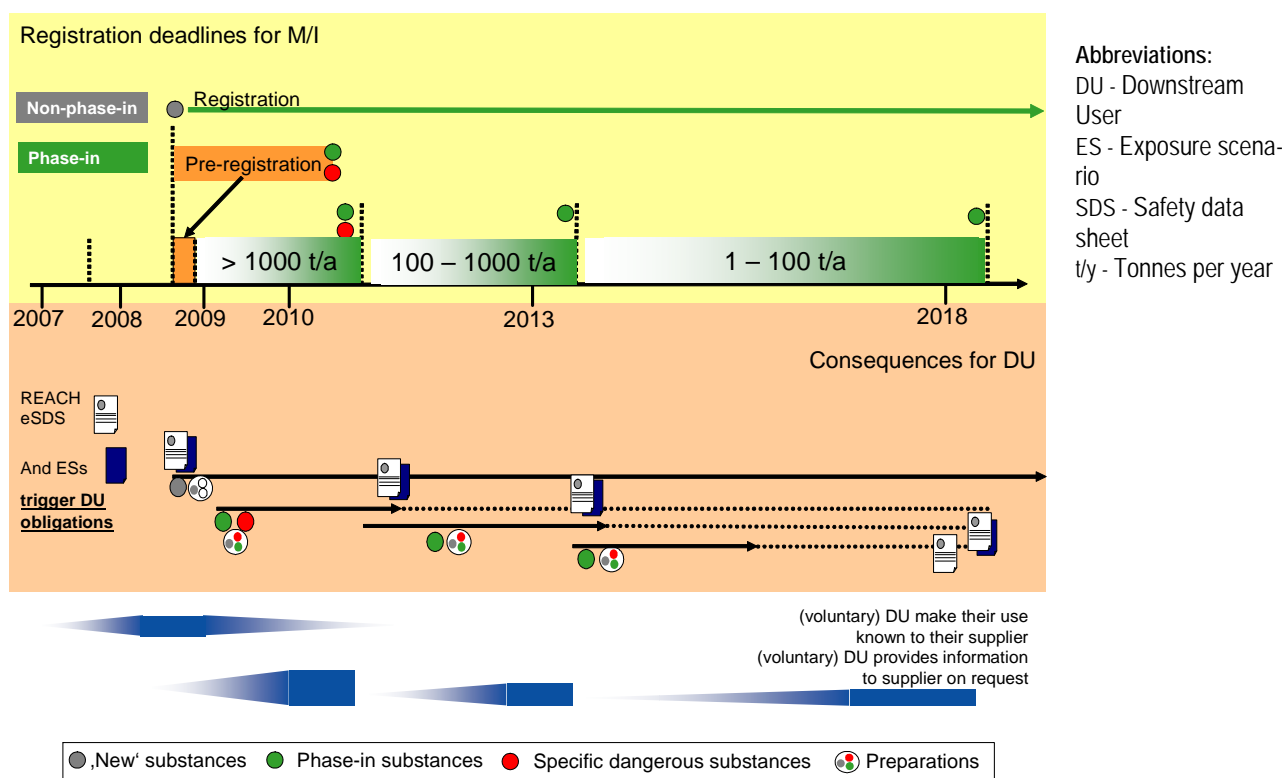 Registration deadlines for M/I
Non-phase-in
Registration
Phase-in
Pre-registration
> 1000 t/a
100 – 1000 t/a
1 – 100 t/a
2007
2008
2009
2010
2013
2018
Consequences for DU
REACH
eSDS
And ESs
trigger DU
obligations
(voluntary) DU make their use
known to their supplier
(voluntary) DU provides information
to supplier on request
‚New‘ substances
Phase-in substances
Specific dangerous substances
Preparations
Abbreviations:
DU - Downstream
User
ES - Exposure scena-
rio
SDS - Safety data
sheet
t/y - Tonnes per year